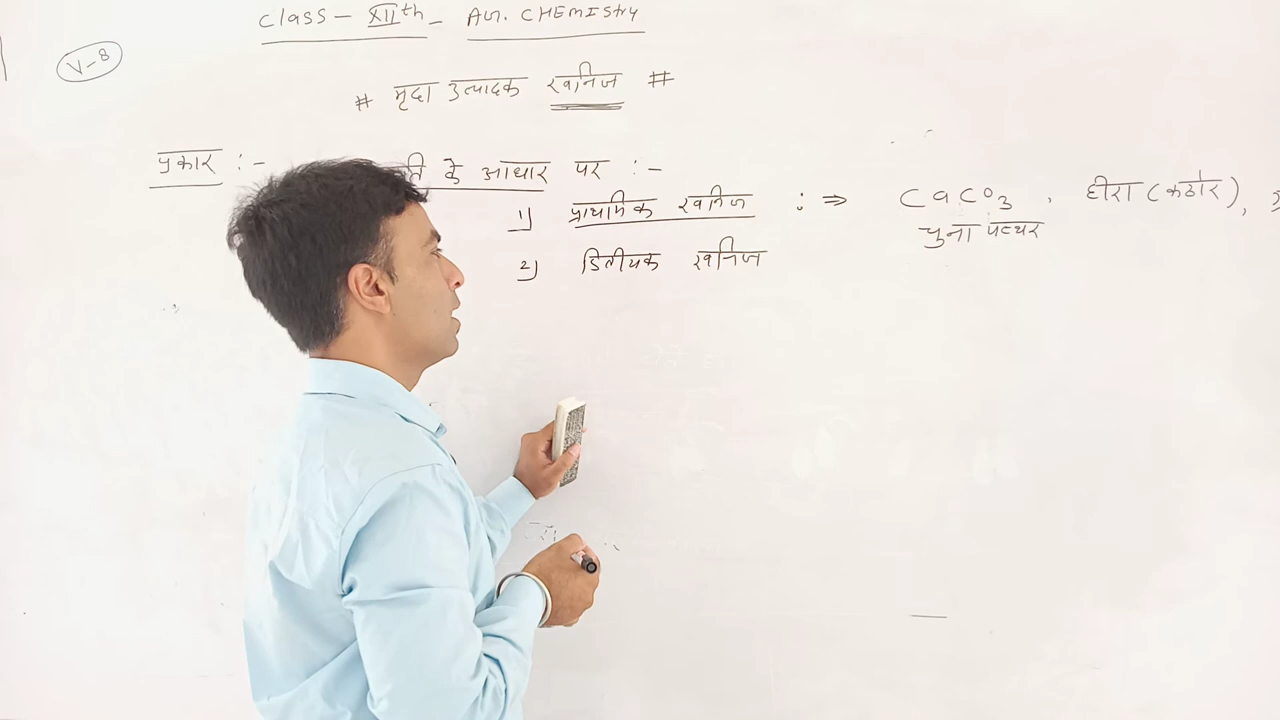 Class - XIIth - AG. CHEMISTRY
V-8
# मृदा उत्पादक खनिज #
प्रकार :- के आधार पर :-
1) प्राथमिक खनिज :⇒ CaCO3, हीरा (कठोर),
चुना पत्थर
2) द्वितीयक खनिज